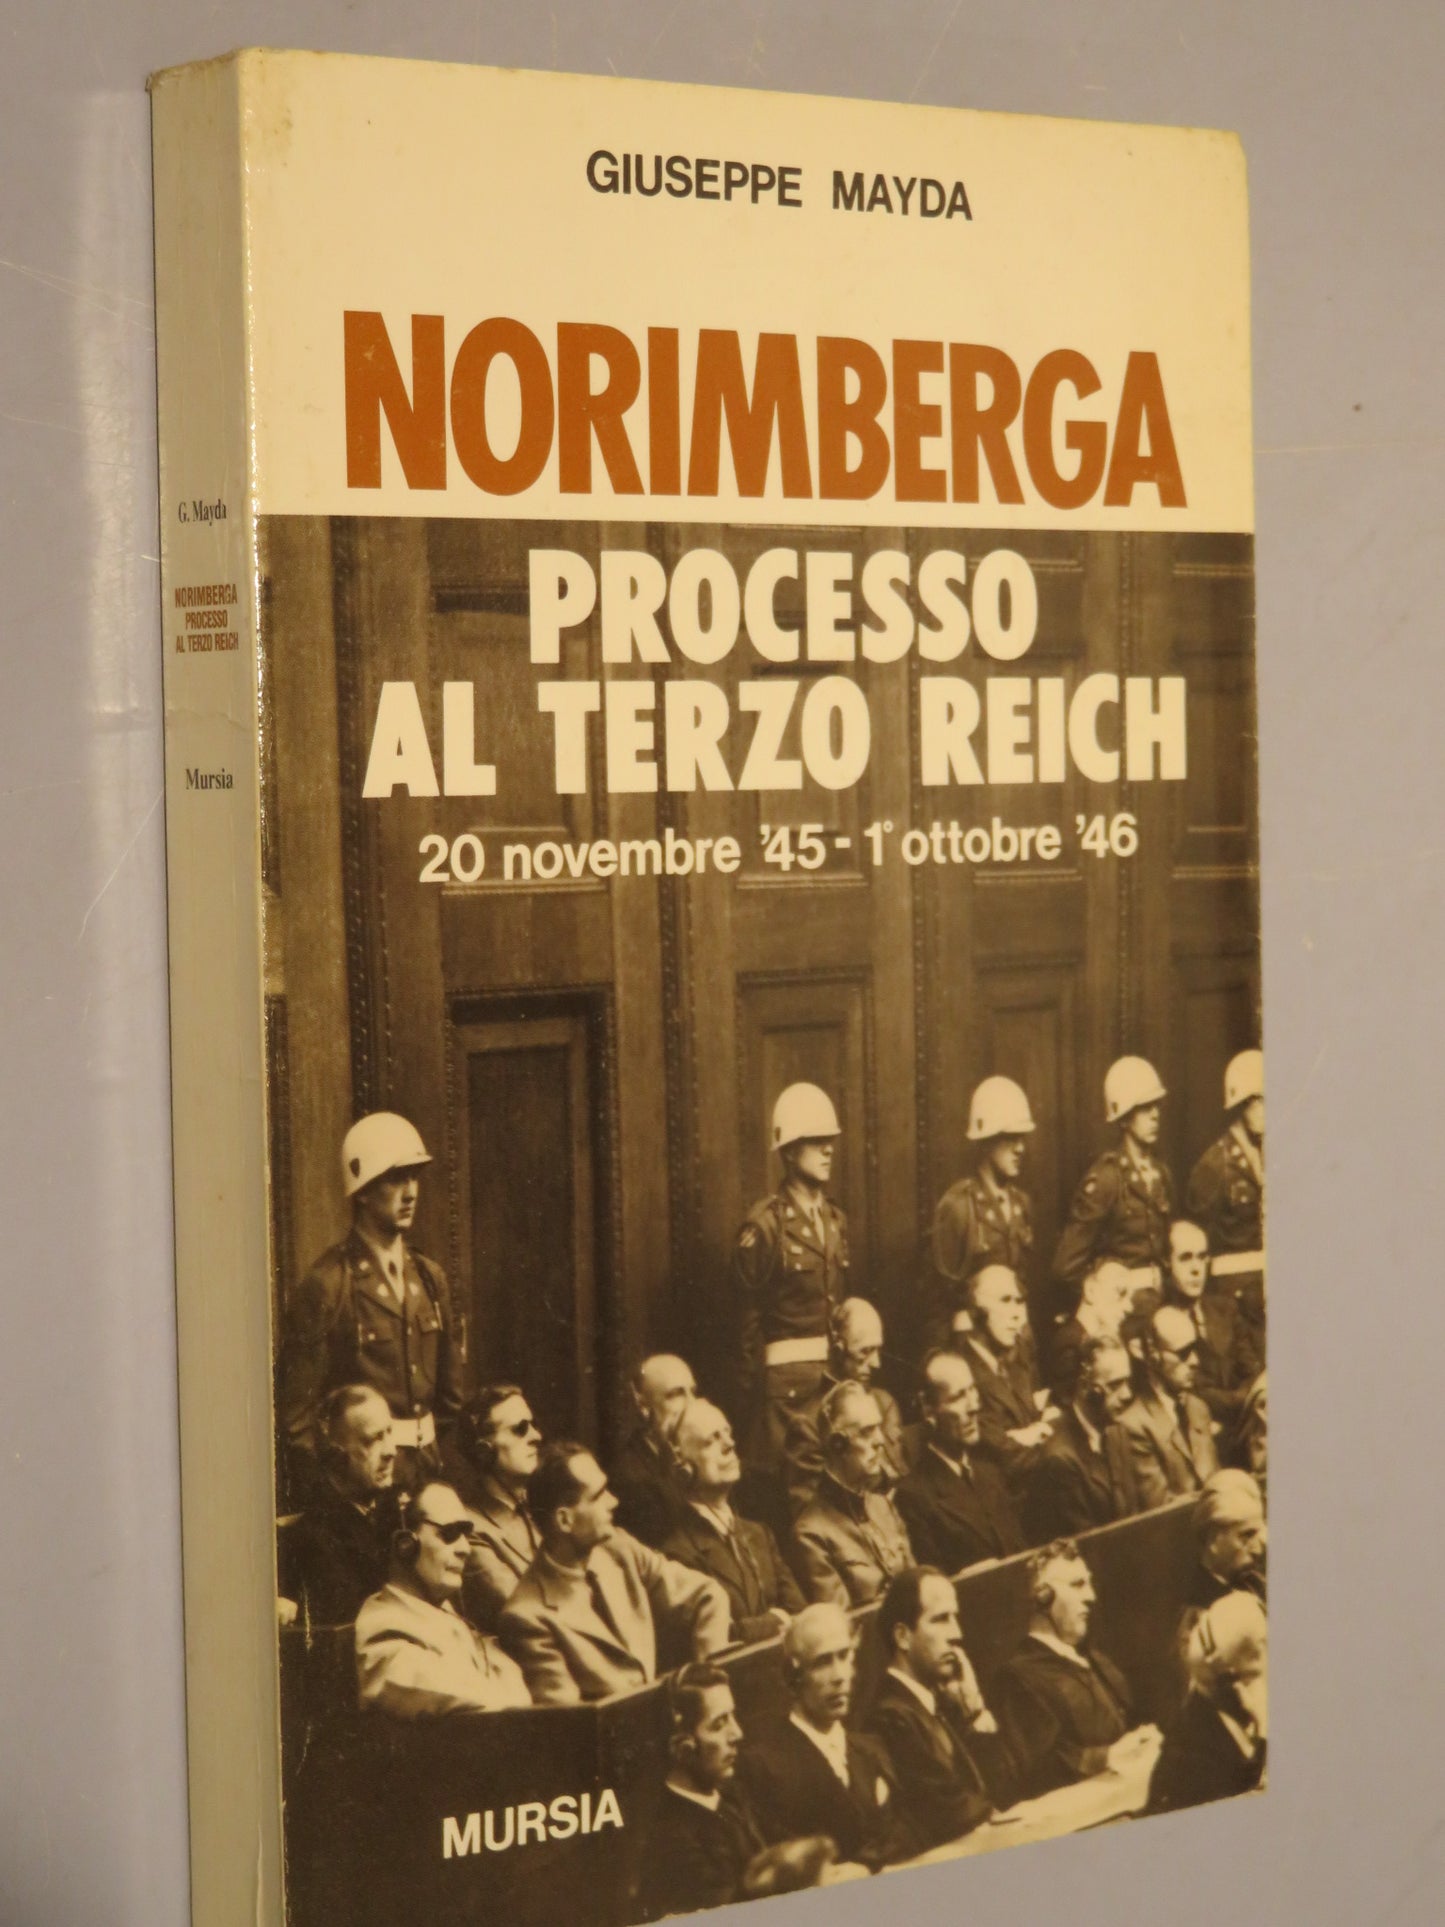 GIUSEPPE MAYDA
NORIMBERGA
PROCESSO
AL TERZO REICH
20 novembre '45 - 1° ottobre '46
MURSIA
G. Mayda
NORIMBERGA
PROCESSO
AL TERZO REICH
Mursia